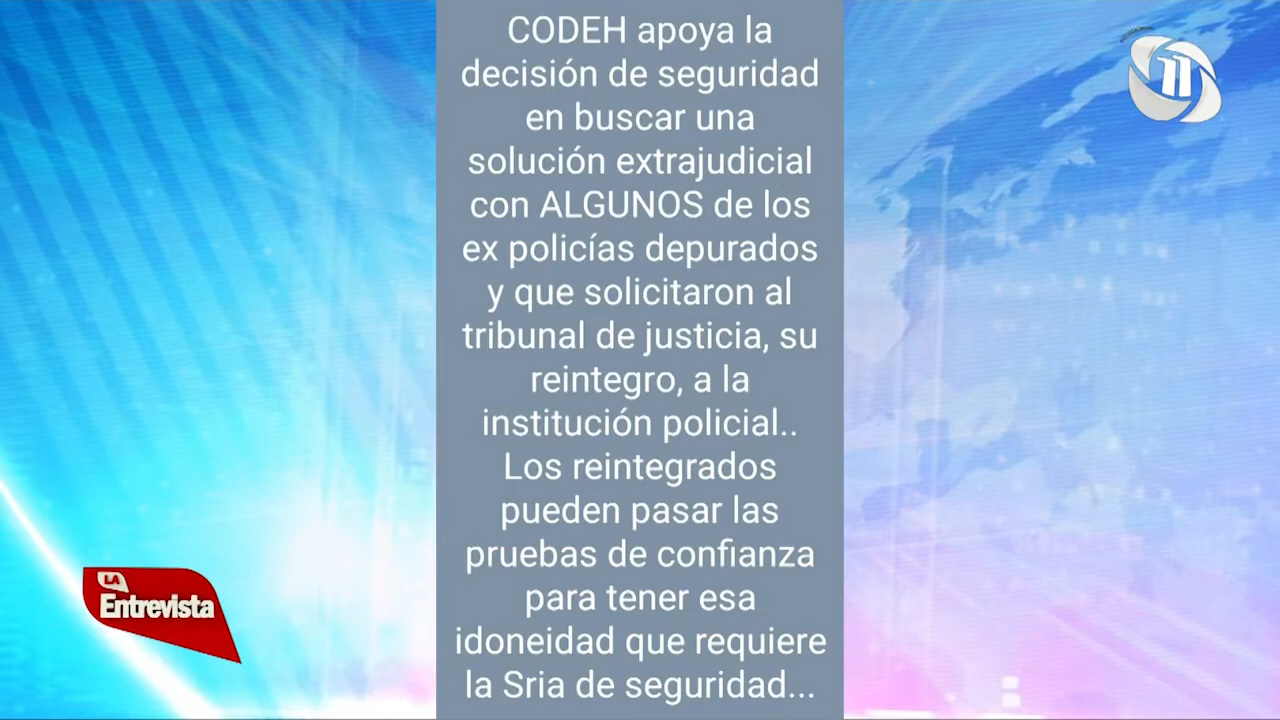 CODEH apoya la
decisión de seguridad
en buscar una
solución extrajudicial
con ALGUNOS de los
ex policías depurados
y que solicitaron al
tribunal de justicia, su
reintegro, a la
institución policial..
Los reintegrados
pueden pasar las
pruebas de confianza
para tener esa
idoneidad que requiere
la Sria de seguridad...
11
LA
Entrevista